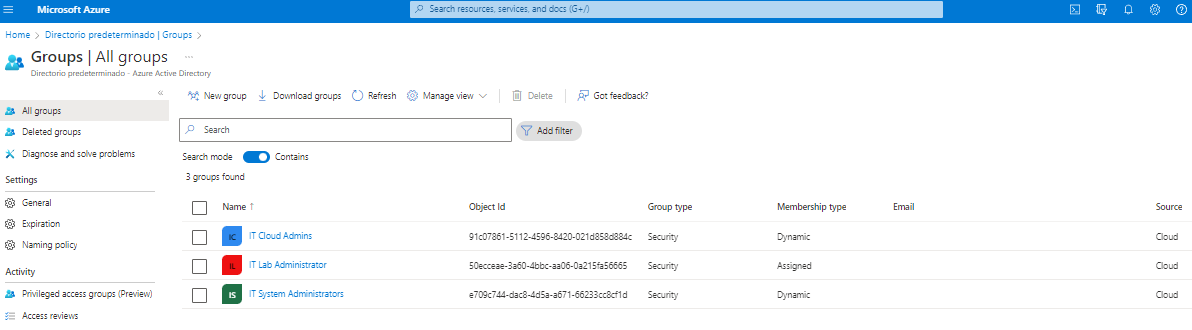 Microsoft Azure
Search resources, services, and docs (G+/)
Home > Directorio predeterminado | Groups >
Groups | All groups ...
Directorio predeterminado - Azure Active Directory
«
All groups
Deleted groups
Diagnose and solve problems
Settings
General
Expiration
Naming policy
Activity
Privileged access groups (Preview)
Access reviews
New group Download groups Refresh Manage view Delete Got feedback?
Search
Add filter
Search mode Contains
3 groups found
Name ↑ Object Id Group type Membership type Email Source
IC IT Cloud Admins 91c07861-5112-4596-8420-021d858d884c Security Dynamic Cloud
IL IT Lab Administrator 50ecceae-3a60-4bbc-aa06-0a215fa56665 Security Assigned Cloud
IS IT System Administrators e709c744-dac8-4d5a-a671-66233cc8cf1d Security Dynamic Cloud